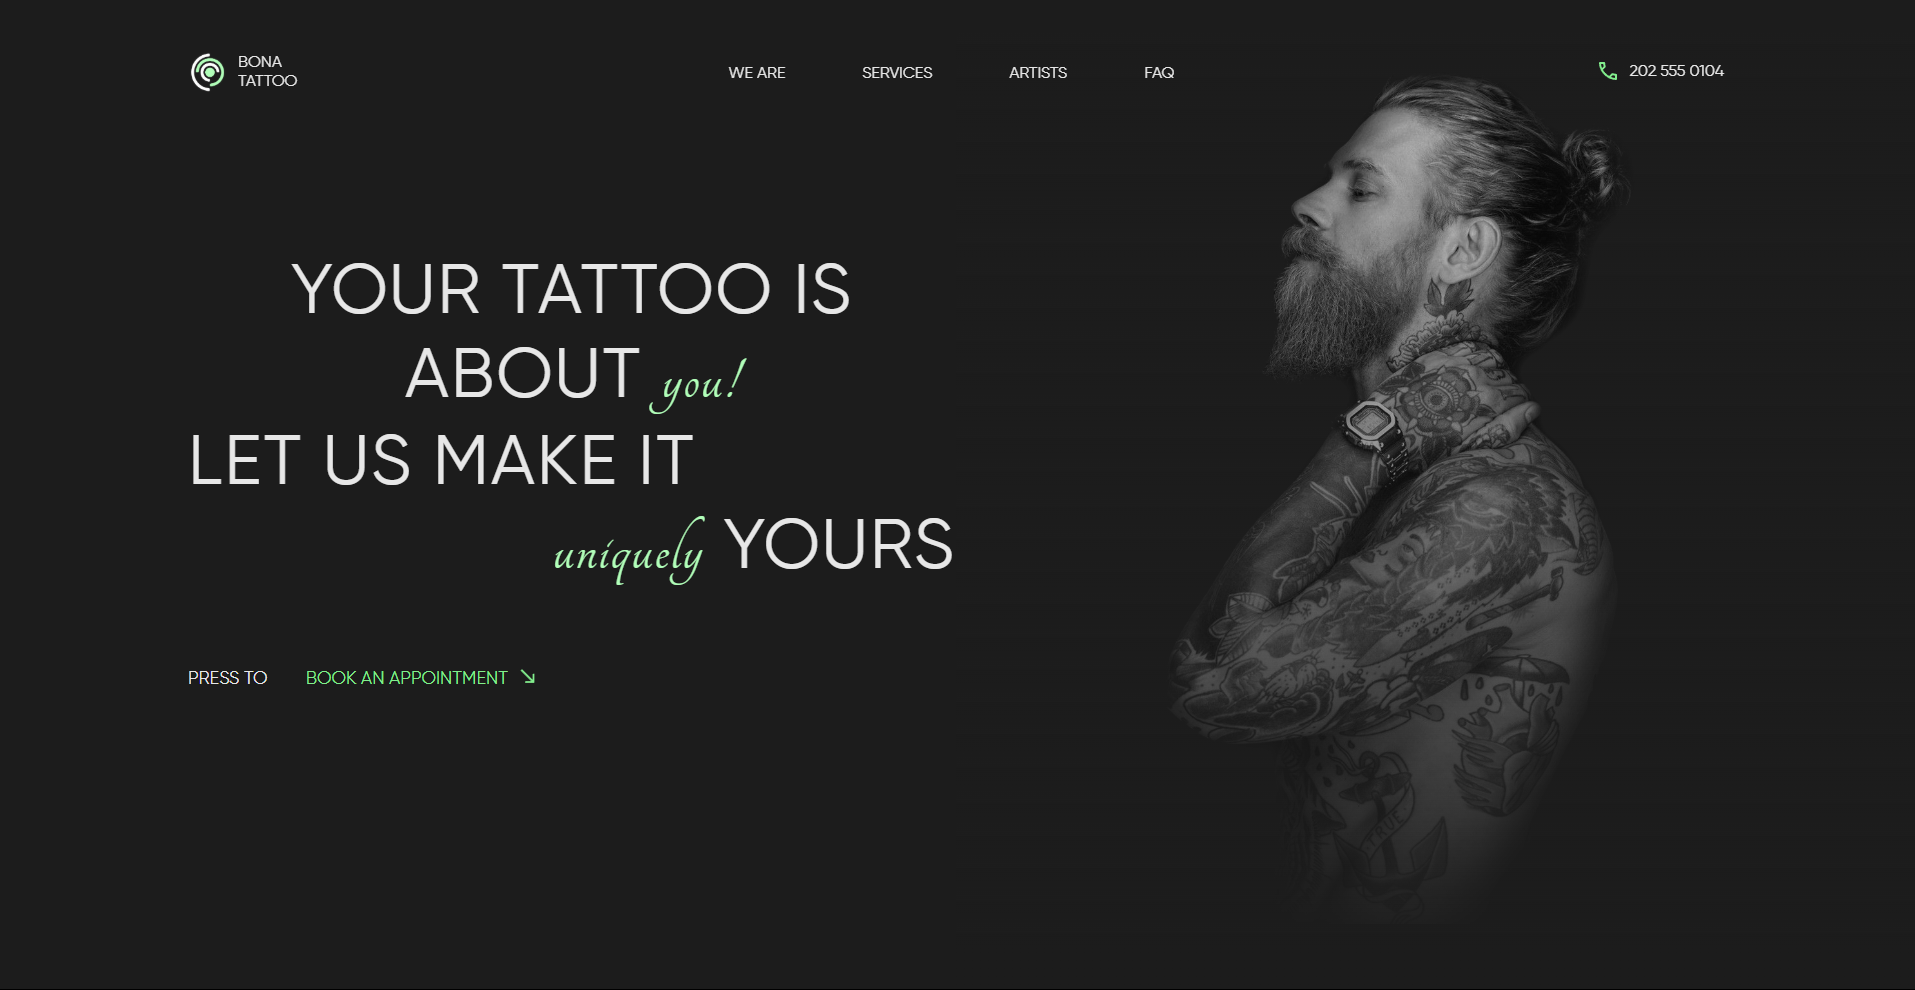 BONA
TATTOO
WE ARE
SERVICES
ARTISTS
FAQ
202 555 0104
YOUR TATTOO IS
ABOUT you!
LET US MAKE IT
uniquely YOURS
PRESS TO
BOOK AN APPOINTMENT
TRUE